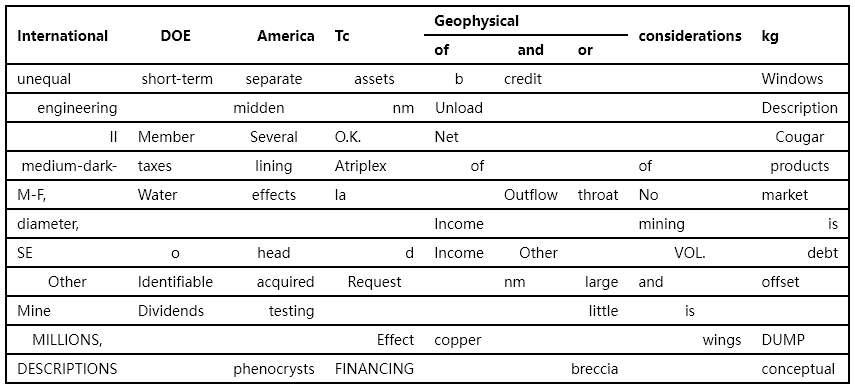 Geophysical
International DOE America Tc considerations kg
of and or
unequal short-term separate assets b credit Windows
engineering midden nm Unload Description
II Member Several O.K. Net Cougar
medium-dark- taxes lining Atriplex of of products
M-F, Water effects Ia Outflow throat No market
diameter, Income mining is
SE o head d Income Other VOL. debt
Other Identifiable acquired Request nm large and offset
Mine Dividends testing little is
MILLIONS, Effect copper wings DUMP
DESCRIPTIONS phenocrysts FINANCING breccia conceptual